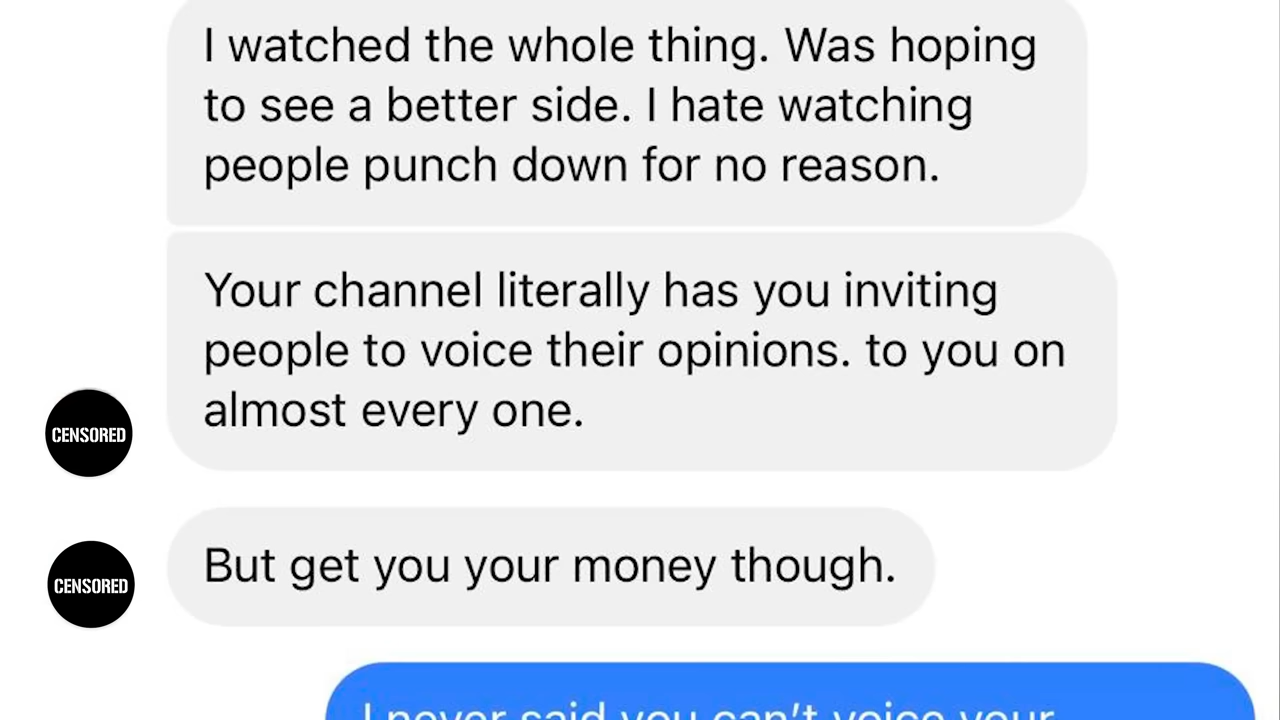 I watched the whole thing. Was hoping
to see a better side. I hate watching
people punch down for no reason.
Your channel literally has you inviting
people to voice their opinions. to you on
almost every one.
CENSORED
CENSORED
But get you your money though.
I never said you can't voice your